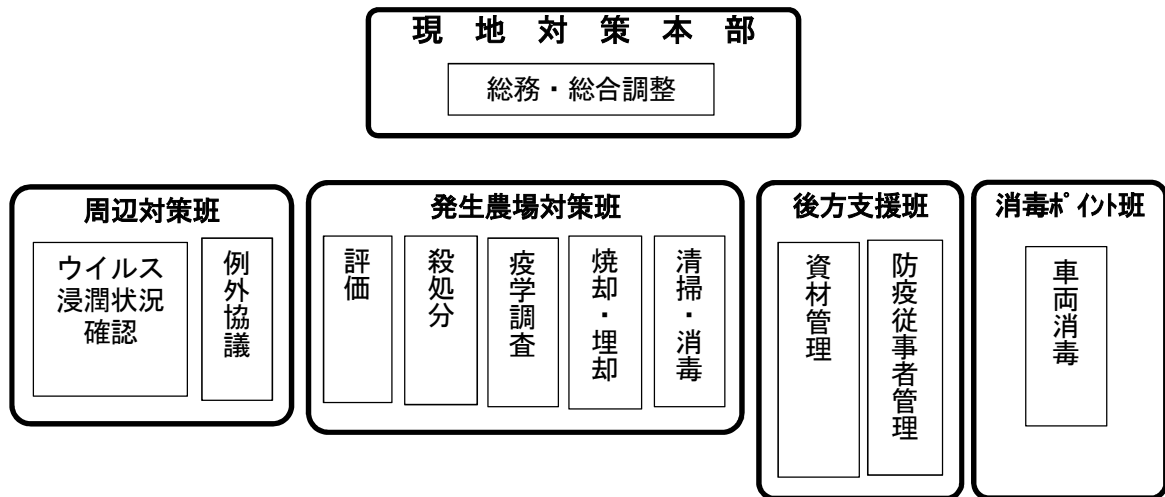 現地対策本部
総務・総合調整
周辺対策班
ウイルス
浸潤状況
確認
例外協議
発生農場対策班
評価
殺処分
疫学調査
焼却・埋却
清掃・消毒
後方支援班
資材管理
防疫従事者管理
消毒ﾎﾟｲﾝﾄ班
車両消毒